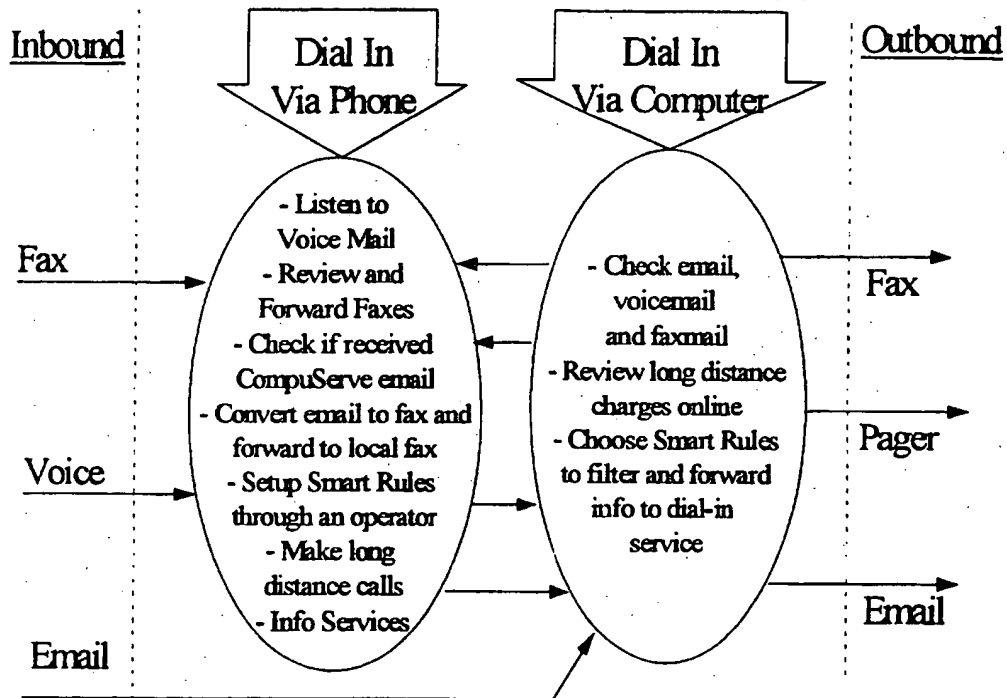 Inbound
Dial In
Via Phone
Dial In
Via Computer
Outbound
Fax
Voice
Email
- Listen to
Voice Mail
- Review and
Forward Faxes
- Check if received
CompuServe email
- Convert email to fax and
forward to local fax
- Setup Smart Rules
through an operator
- Make long
distance calls
- Info Services
- Check email,
voicemail
and faxmail
- Review long distance
charges online
- Choose Smart Rules
to filter and forward
info to dial-in
service
Fax
Pager
Email